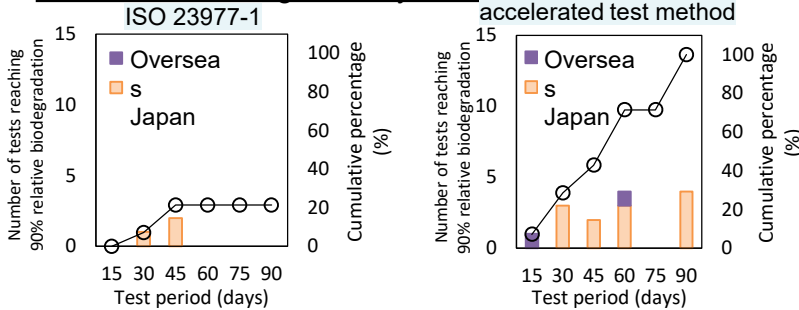 ISO 23977-1
Number of tests reaching
90% relative biodegradation
15
10
5
0
Oversea
s
Japan
100
80
60
40
20
0
Cumulative percentage
(%)
15 30 45 60 75 90
Test period (days)
accelerated test method
Number of tests reaching
90% relative biodegradation
15
10
5
0
Oversea
s
Japan
100
80
60
40
20
0
Cumulative percentage
(%)
15 30 45 60 75 90
Test period (days)